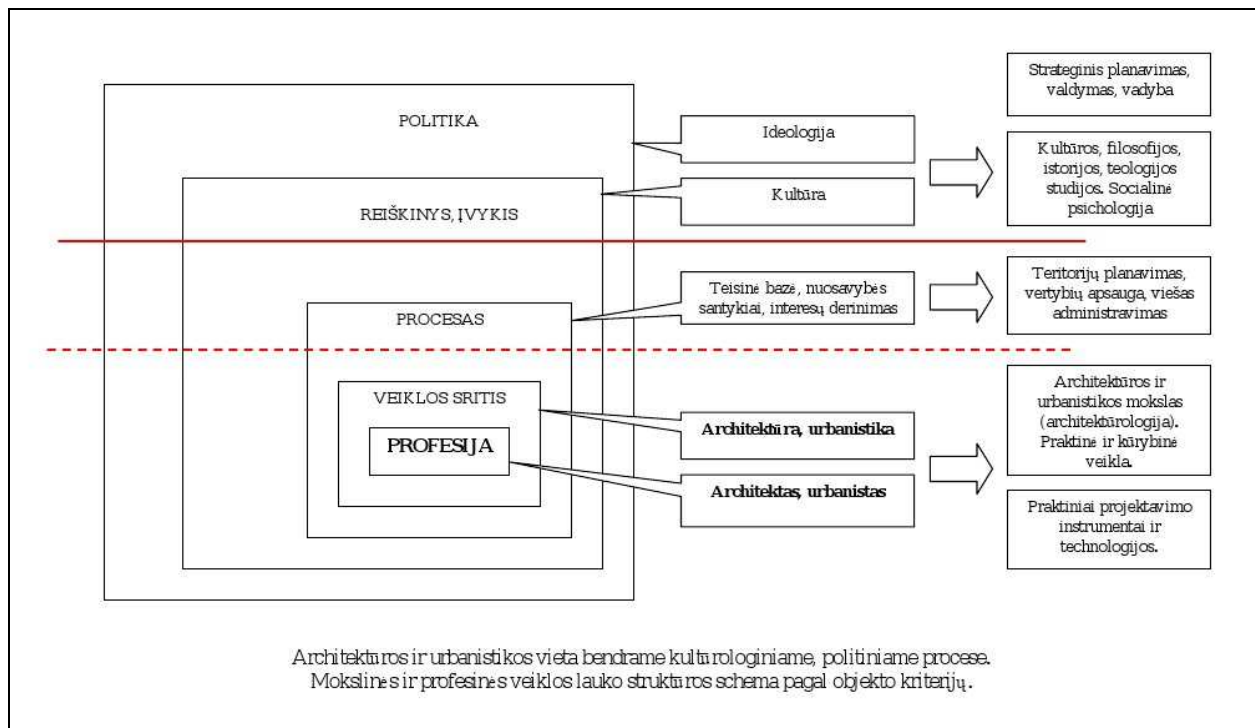 POLITIKA
REIŠKINYS, ĮVYKIS
PROCESAS
VEIKLOS SRITIS
PROFESIJA
Ideologija
Kultūra
Teisinė bazė, nuosavybės
santykiai, interesų derinimas
Architektūra, urbanistika
Architektas, urbanistas
Strateginis planavimas,
valdymas, vadyba
Kultūros, filosofijos,
istorijos, teologijos
studijos. Socialinė
psichologija
Teritorijų planavimas,
vertybių apsauga, viešas
administravimas
Architektūros ir
urbanistikos mokslas
(architektūrologija).
Praktinė ir kūrybinė
veikla.
Praktiniai projektavimo
instrumentai ir
technologijos.
Architektūros ir urbanistikos vieta bendrame kultūrologiniame, politiniame procese.
Mokslinės ir profesinės veiklos lauko struktūros schema pagal objekto kriterijų.